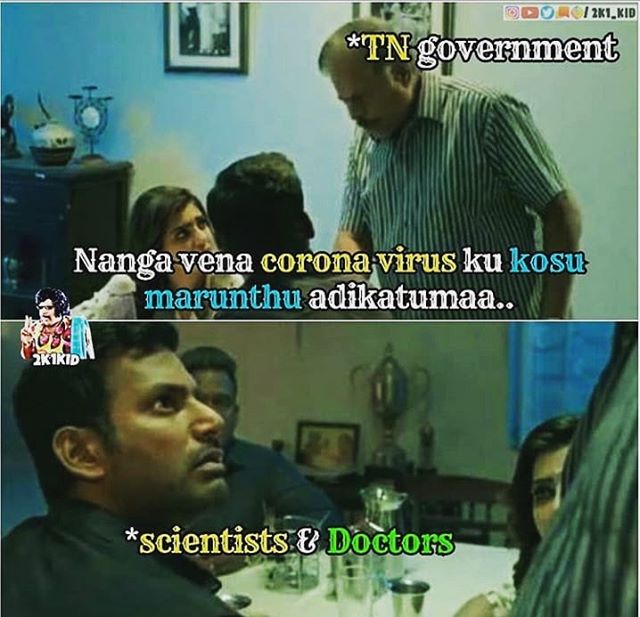 / 2K1_KID
*TN government
Nanga vena corona virus ku kosu
marunthu adikatumaa..
2K1KID
*scientists & Doctors